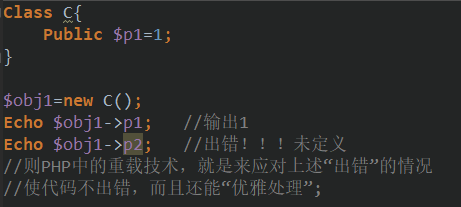 Class C{
    Public $p1=1;
}

$obj1=new C();
Echo $obj1->p1;   //输出1
Echo $obj1->p2;   //出错！！！未定义
//则PHP中的重载技术，就是来应对上述“出错”的情况
//使代码不出错，而且还能“优雅处理”;